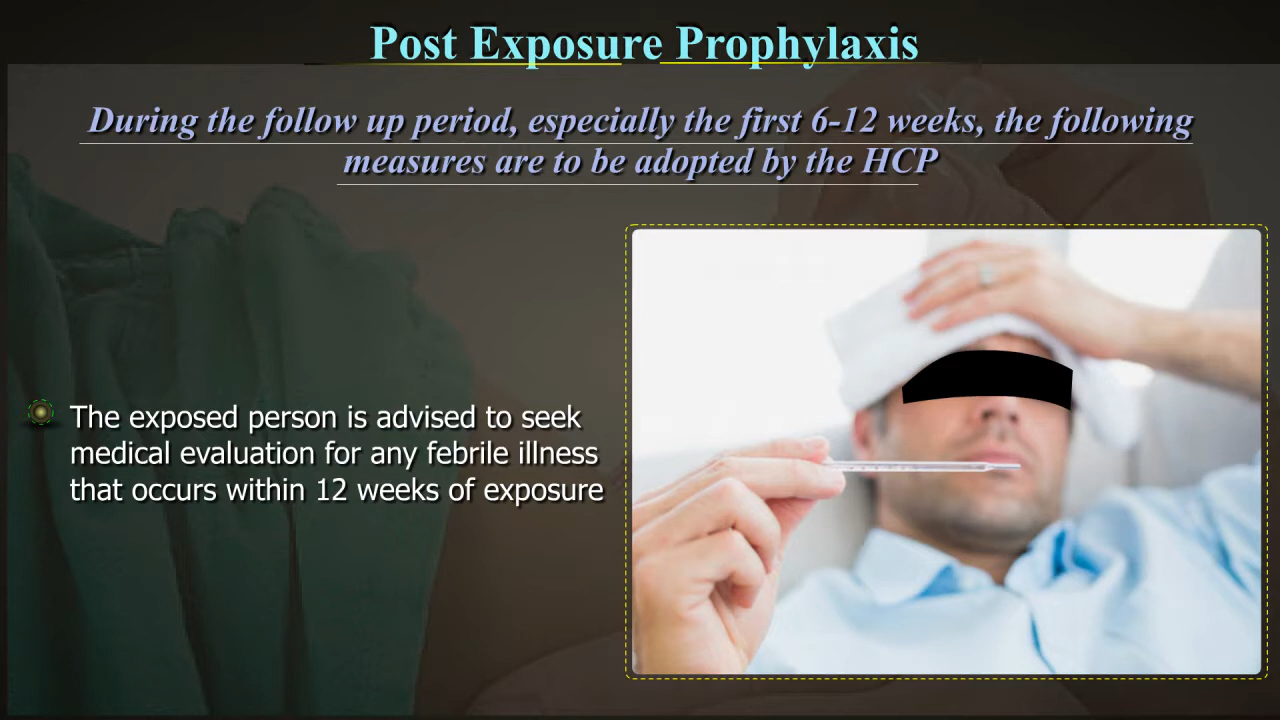 Post Exposure Prophylaxis
During the follow up period, especially the first 6-12 weeks, the following
measures are to be adopted by the HCP
The exposed person is advised to seek
medical evaluation for any febrile illness
that occurs within 12 weeks of exposure